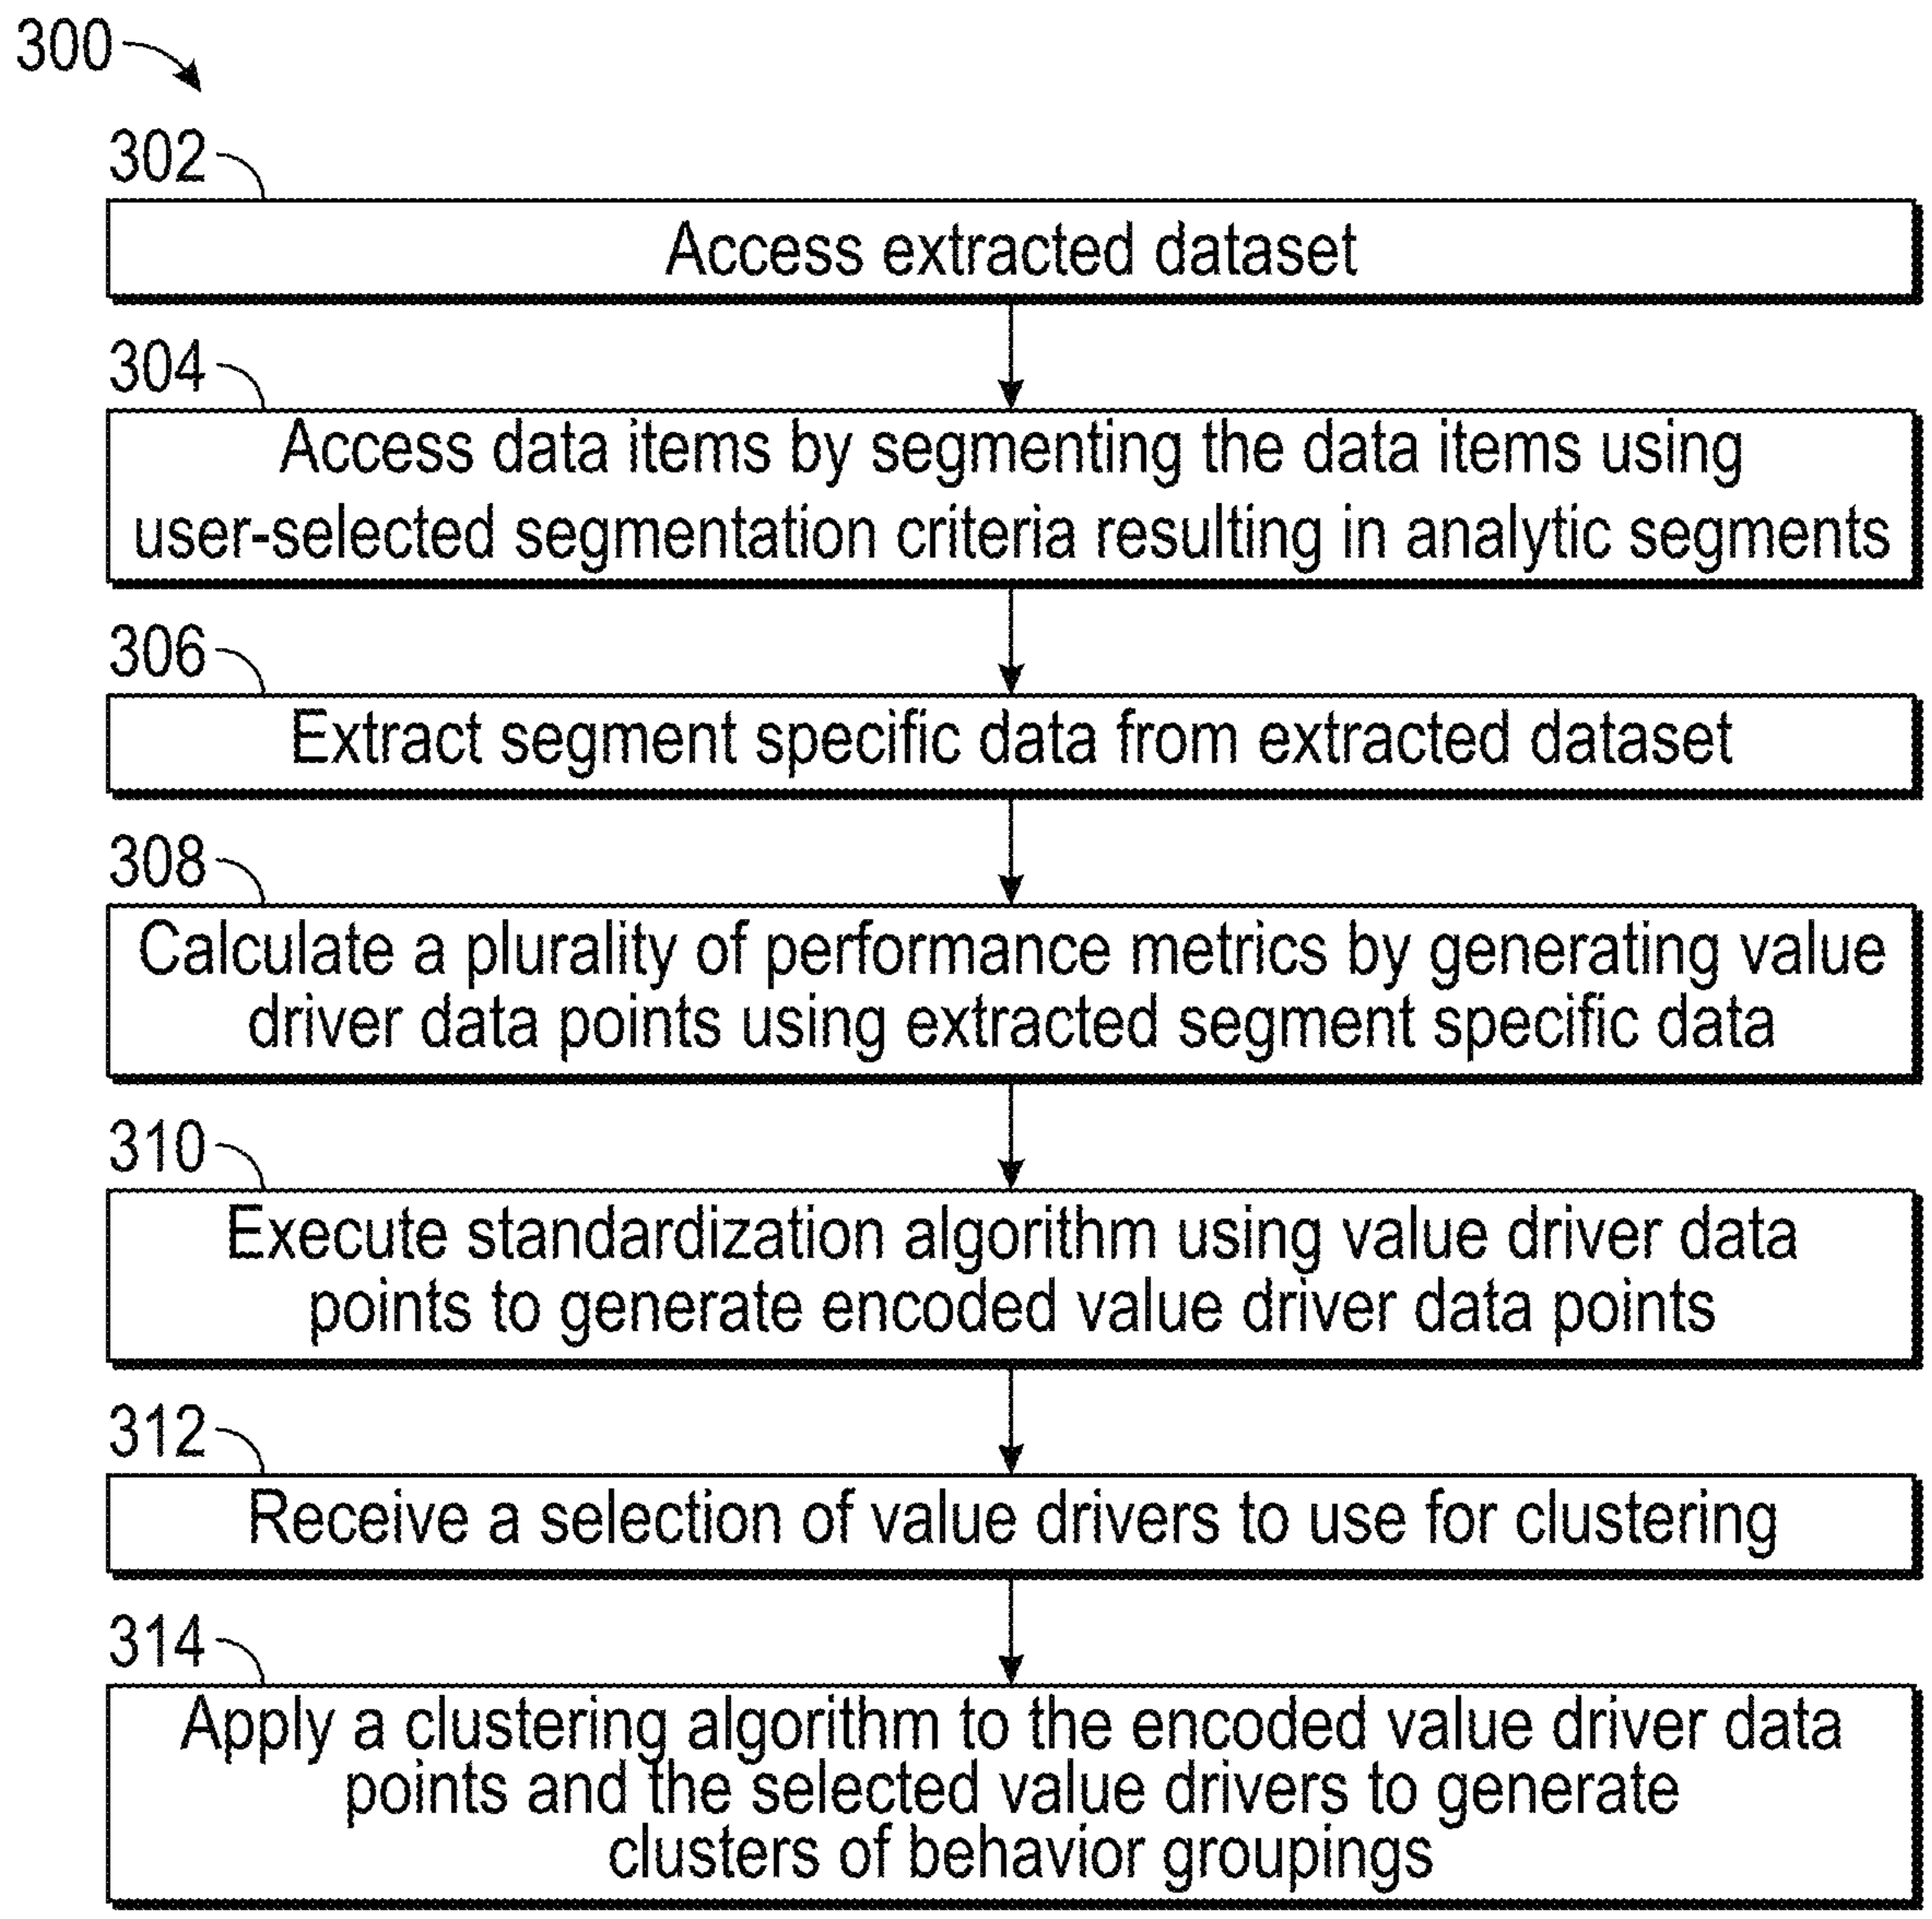 300
302
Access extracted dataset
304
Access data items by segmenting the data items using
user-selected segmentation criteria resulting in analytic segments
306
Extract segment specific data from extracted dataset
308
Calculate a plurality of performance metrics by generating value
driver data points using extracted segment specific data
310
Execute standardization algorithm using value driver data
points to generate encoded value driver data points
312
Receive a selection of value drivers to use for clustering
314
Apply a clustering algorithm to the encoded value driver data
points and the selected value drivers to generate
clusters of behavior groupings